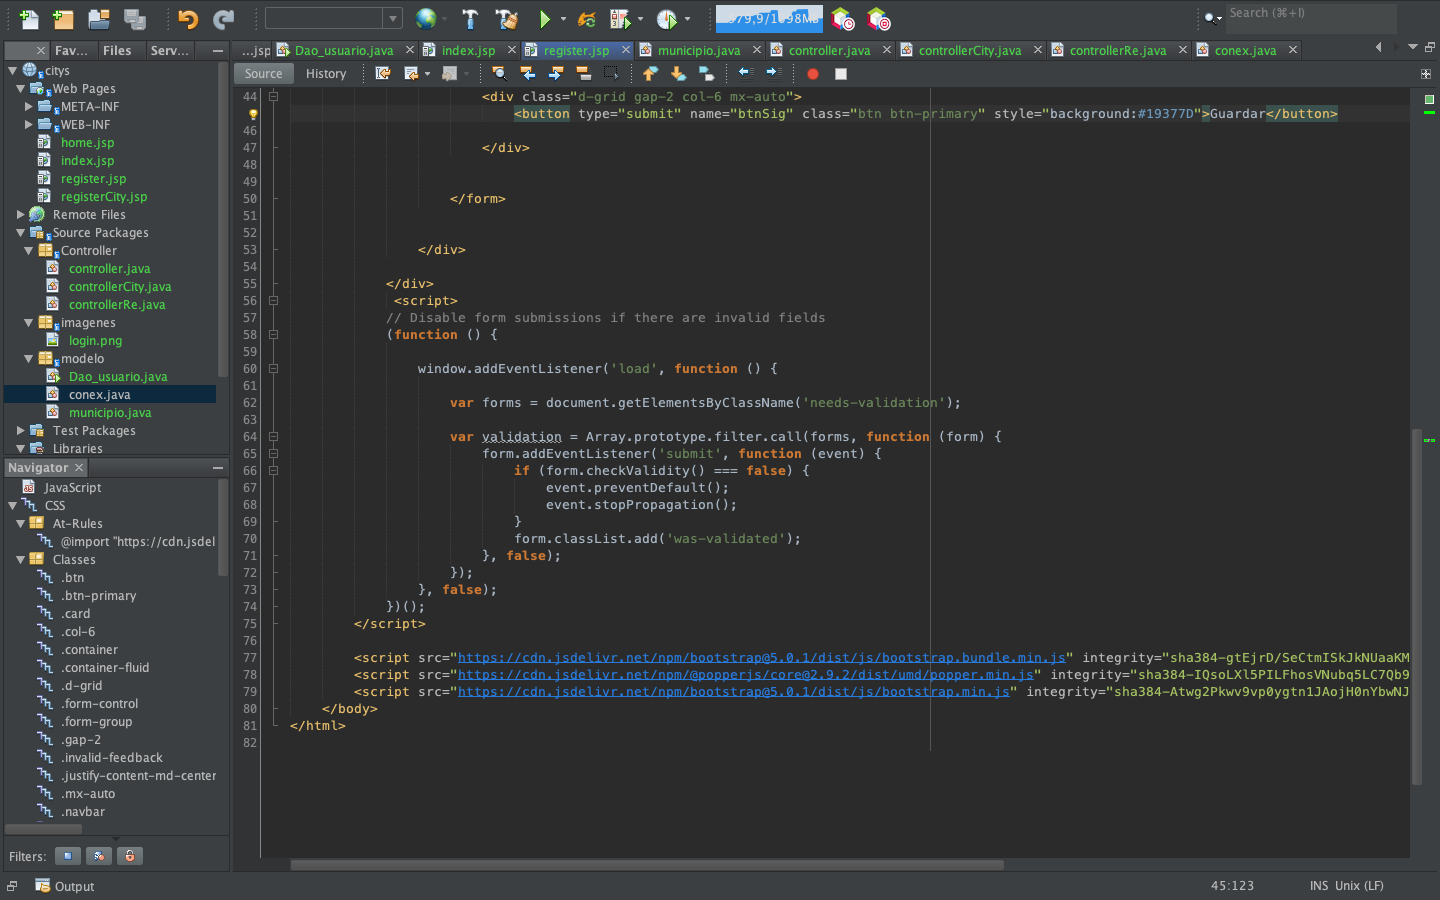 979,9/1098MB
Search (⌘+I)
Fav... Files Serv...
...jsp Dao_usuario.java index.jsp register.jsp municipio.java controller.java controllerCity.java controllerRe.java conex.java
Source History
citys
Web Pages
META-INF
WEB-INF
home.jsp
index.jsp
register.jsp
registerCity.jsp
Remote Files
Source Packages
Controller
controller.java
controllerCity.java
controllerRe.java
imagenes
login.png
modelo
Dao_usuario.java
conex.java
municipio.java
Test Packages
Libraries
Navigator
JavaScript
CSS
At-Rules
@import "https://cdn.jsdel
Classes
.btn
.btn-primary
.card
.col-6
.container
.container-fluid
.d-grid
.form-control
.form-group
.gap-2
.invalid-feedback
.justify-content-md-center
.mx-auto
.navbar
Filters:
44 <div class="d-grid gap-2 col-6 mx-auto">
<button type="submit" name="btnSig" class="btn btn-primary" style="background:#19377D">Guardar</button>
46
47 </div>
48
49
50 </form>
51
52
53 </div>
54
55 </div>
56 <script>
57 // Disable form submissions if there are invalid fields
58 (function () {
59
60 window.addEventListener('load', function () {
61
62 var forms = document.getElementsByClassName('needs-validation');
63
64 var validation = Array.prototype.filter.call(forms, function (form) {
65 form.addEventListener('submit', function (event) {
66 if (form.checkValidity() === false) {
67 event.preventDefault();
68 event.stopPropagation();
69 }
70 form.classList.add('was-validated');
71 }, false);
72 });
73 }, false);
74 })();
75 </script>
76
77 <script src="https://cdn.jsdelivr.net/npm/bootstrap@5.0.1/dist/js/bootstrap.bundle.min.js" integrity="sha384-gtEjrD/SeCtmISkJkNUaaKM
78 <script src="https://cdn.jsdelivr.net/npm/@popperjs/core@2.9.2/dist/umd/popper.min.js" integrity="sha384-IQsoLXl5PILFhosVNubq5LC7Qb9
79 <script src="https://cdn.jsdelivr.net/npm/bootstrap@5.0.1/dist/js/bootstrap.min.js" integrity="sha384-Atwg2Pkwv9vp0ygtn1JAojH0nYbwNJ
80 </body>
81 </html>
82
Output
45:123 INS Unix (LF)